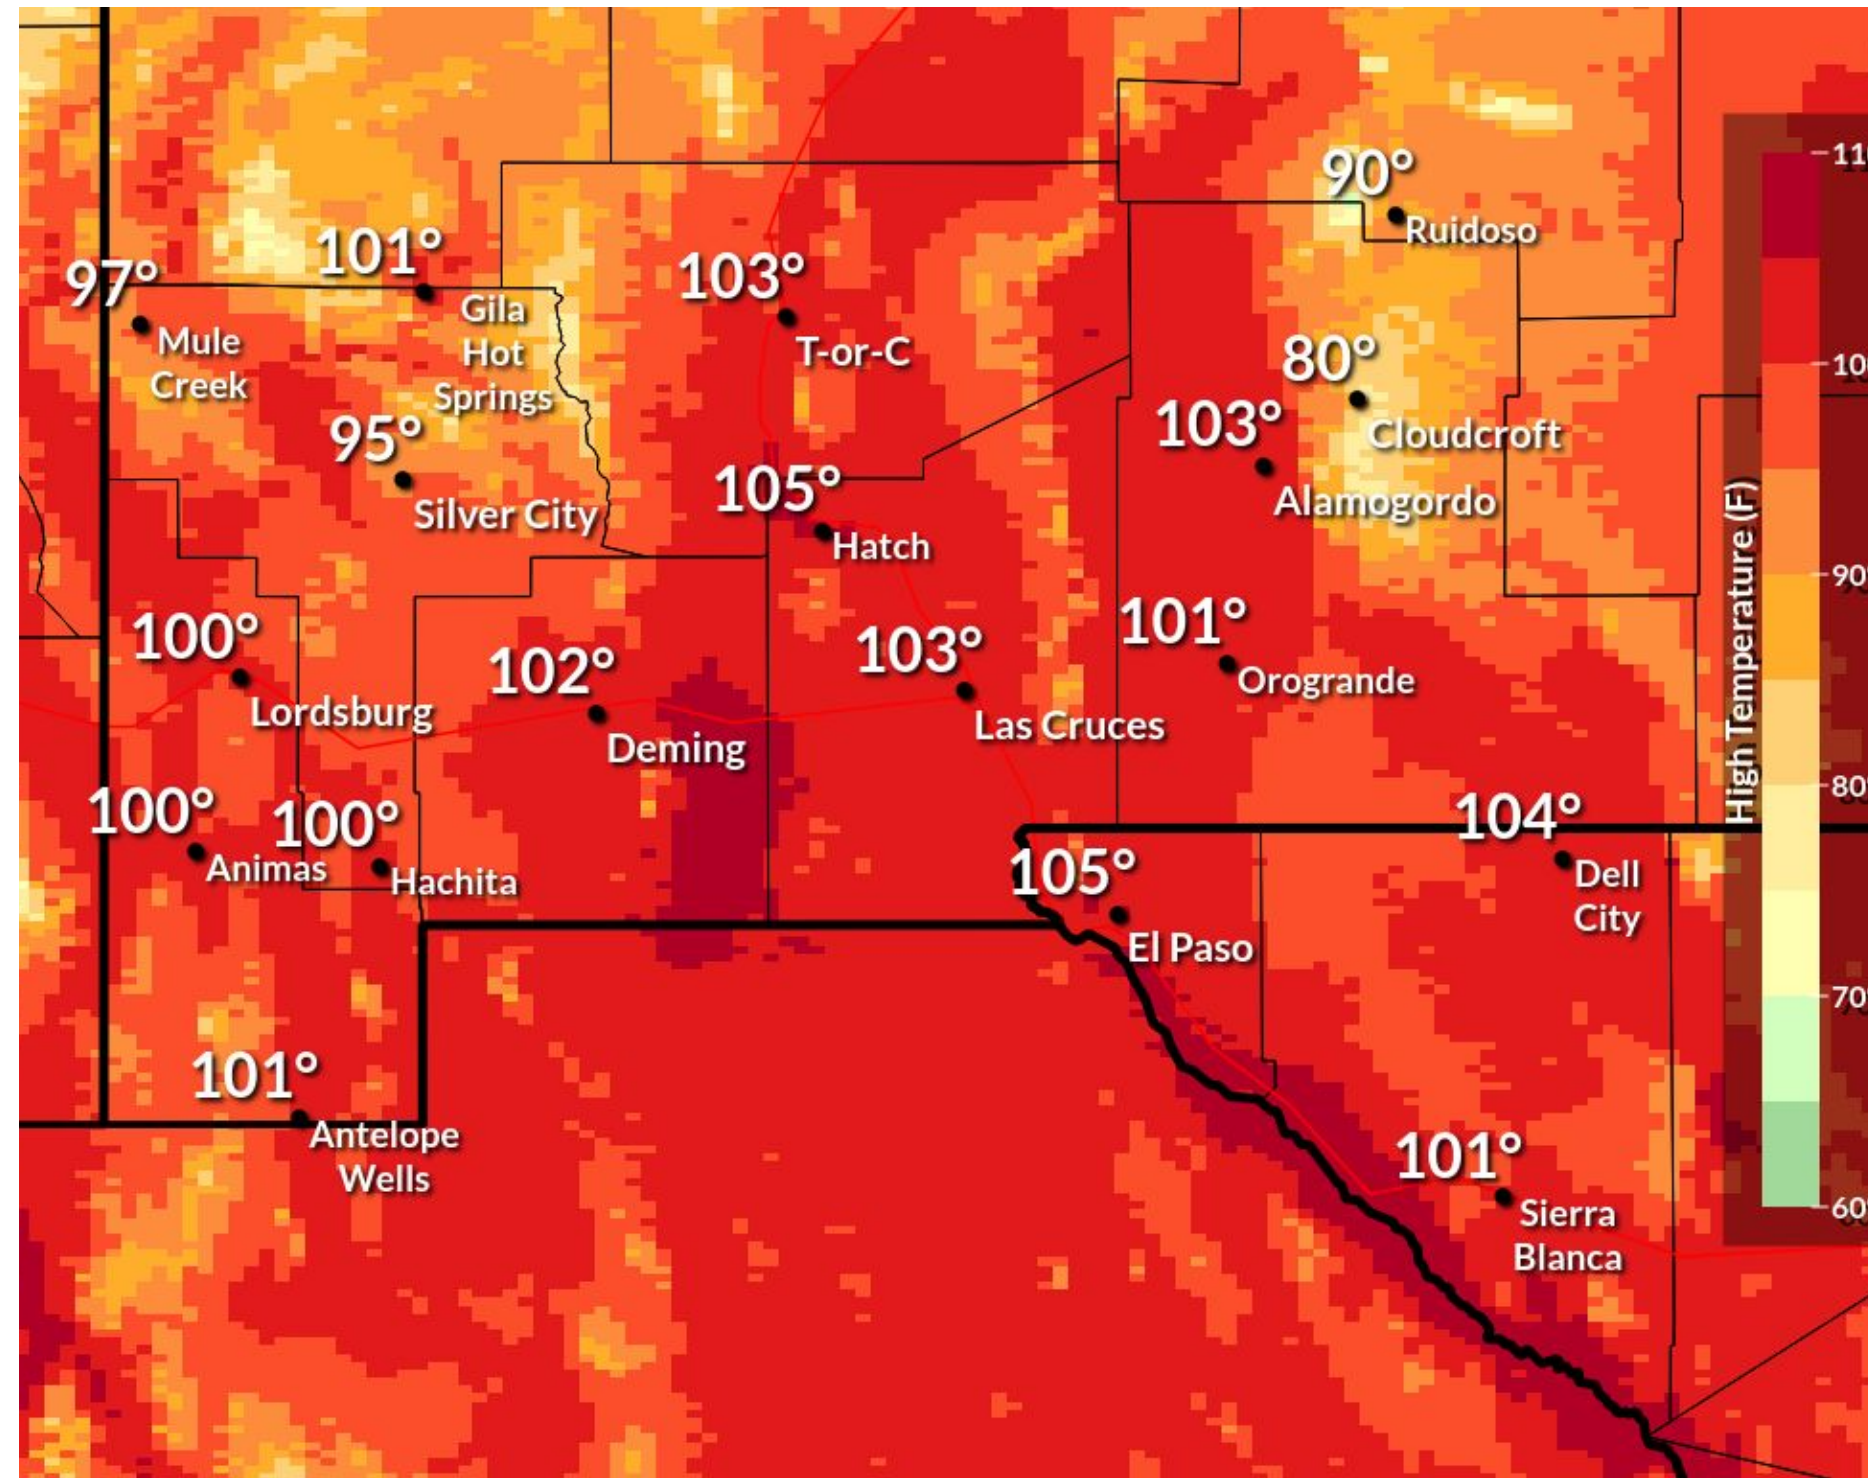 90°
Ruidoso
97°
Mule
Creek
101°
Gila
Hot
Springs
103°
T-or-C
80°
Cloudcroft
95°
Silver City
105°
Hatch
103°
Alamogordo
100°
Lordsburg
102°
Deming
103°
Las Cruces
101°
Orogrande
100°
Animas
100°
Hachita
105°
El Paso
104°
Dell
City
101°
Antelope
Wells
101°
Sierra
Blanca
High Temperature (F)
90°
80°
70°
60°